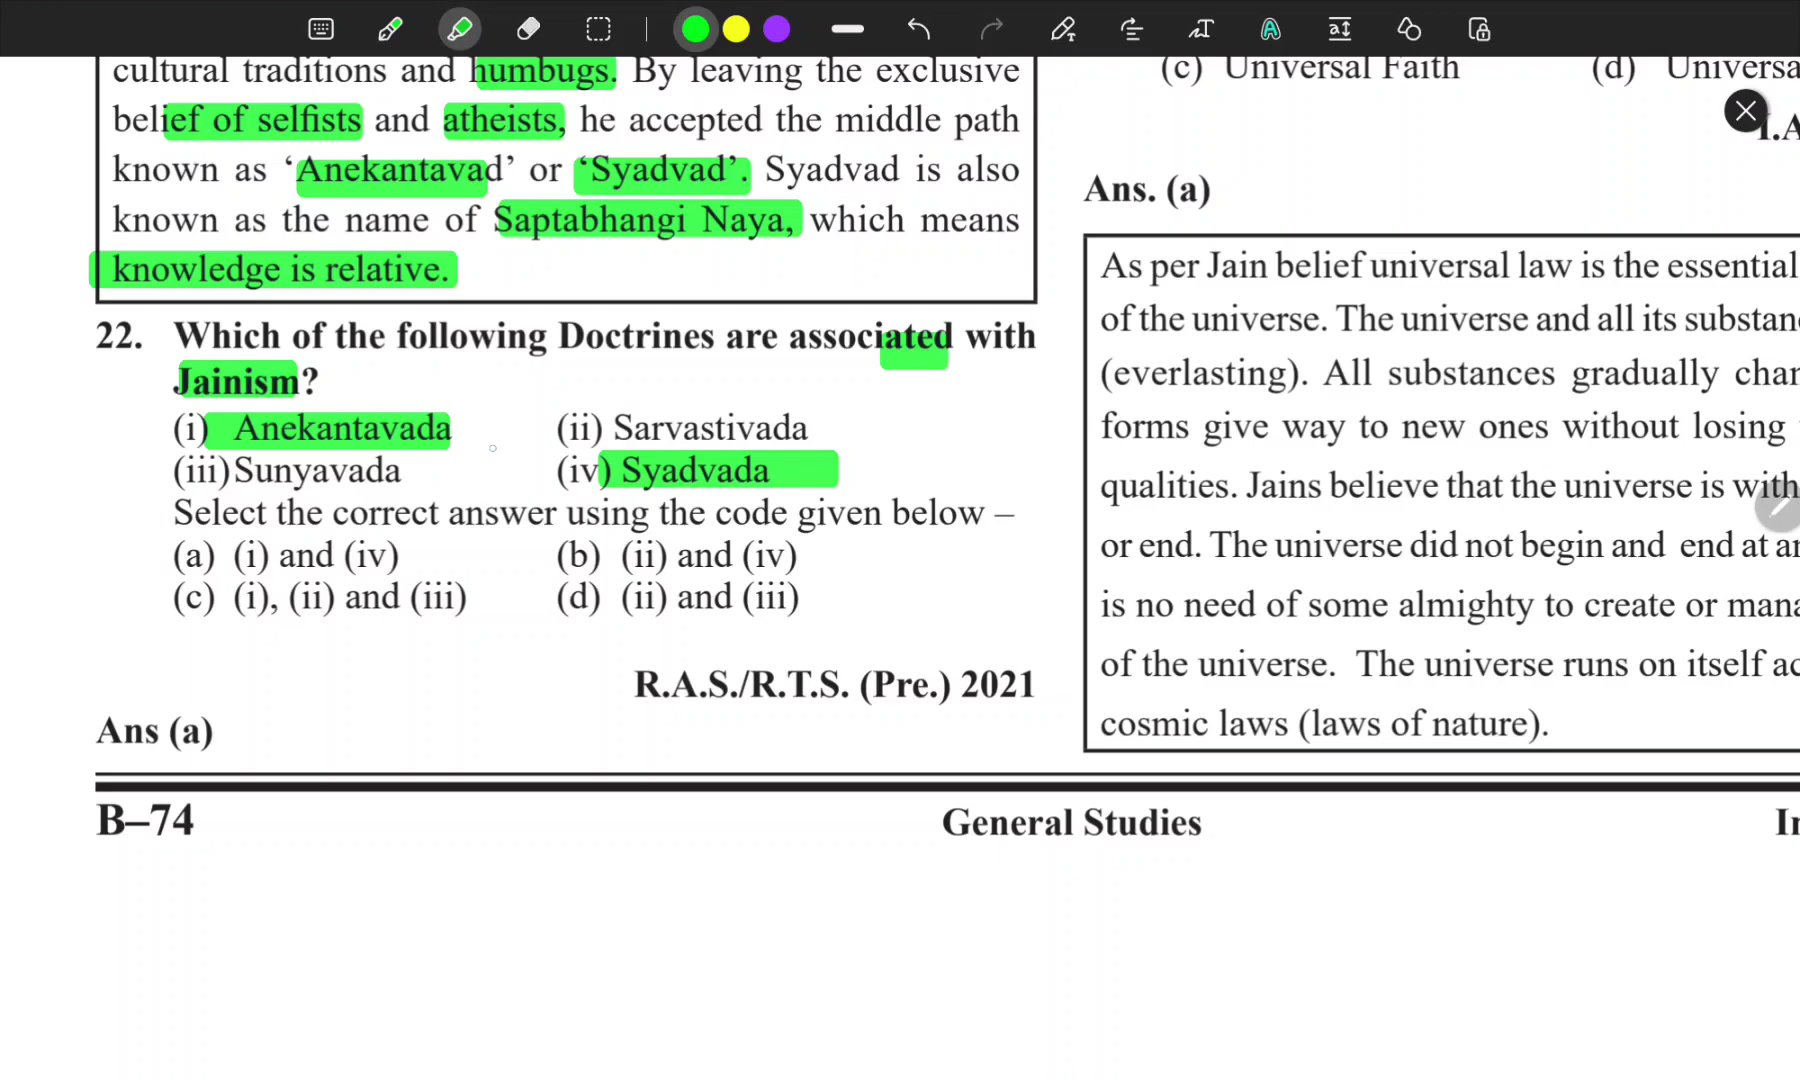 cultural traditions and humbugs. By leaving the exclusive
belief of selfists and atheists, he accepted the middle path
known as ‘Anekantavad’ or ‘Syadvad’. Syadvad is also
known as the name of Saptabhangi Naya, which means
knowledge is relative.
22. Which of the following Doctrines are associated with
Jainism?
(i) Anekantavada (ii) Sarvastivada
(iii) Sunyavada (iv) Syadvada
Select the correct answer using the code given below –
(a) (i) and (iv) (b) (ii) and (iv)
(c) (i), (ii) and (iii) (d) (ii) and (iii)
R.A.S./R.T.S. (Pre.) 2021
Ans (a)
(c) Universal Faith (d) Universa
I.A
Ans. (a)
As per Jain belief universal law is the essential
of the universe. The universe and all its substan
(everlasting). All substances gradually char
forms give way to new ones without losing
qualities. Jains believe that the universe is with
or end. The universe did not begin and end at ar
is no need of some almighty to create or mana
of the universe. The universe runs on itself ac
cosmic laws (laws of nature).
B–74 General Studies In